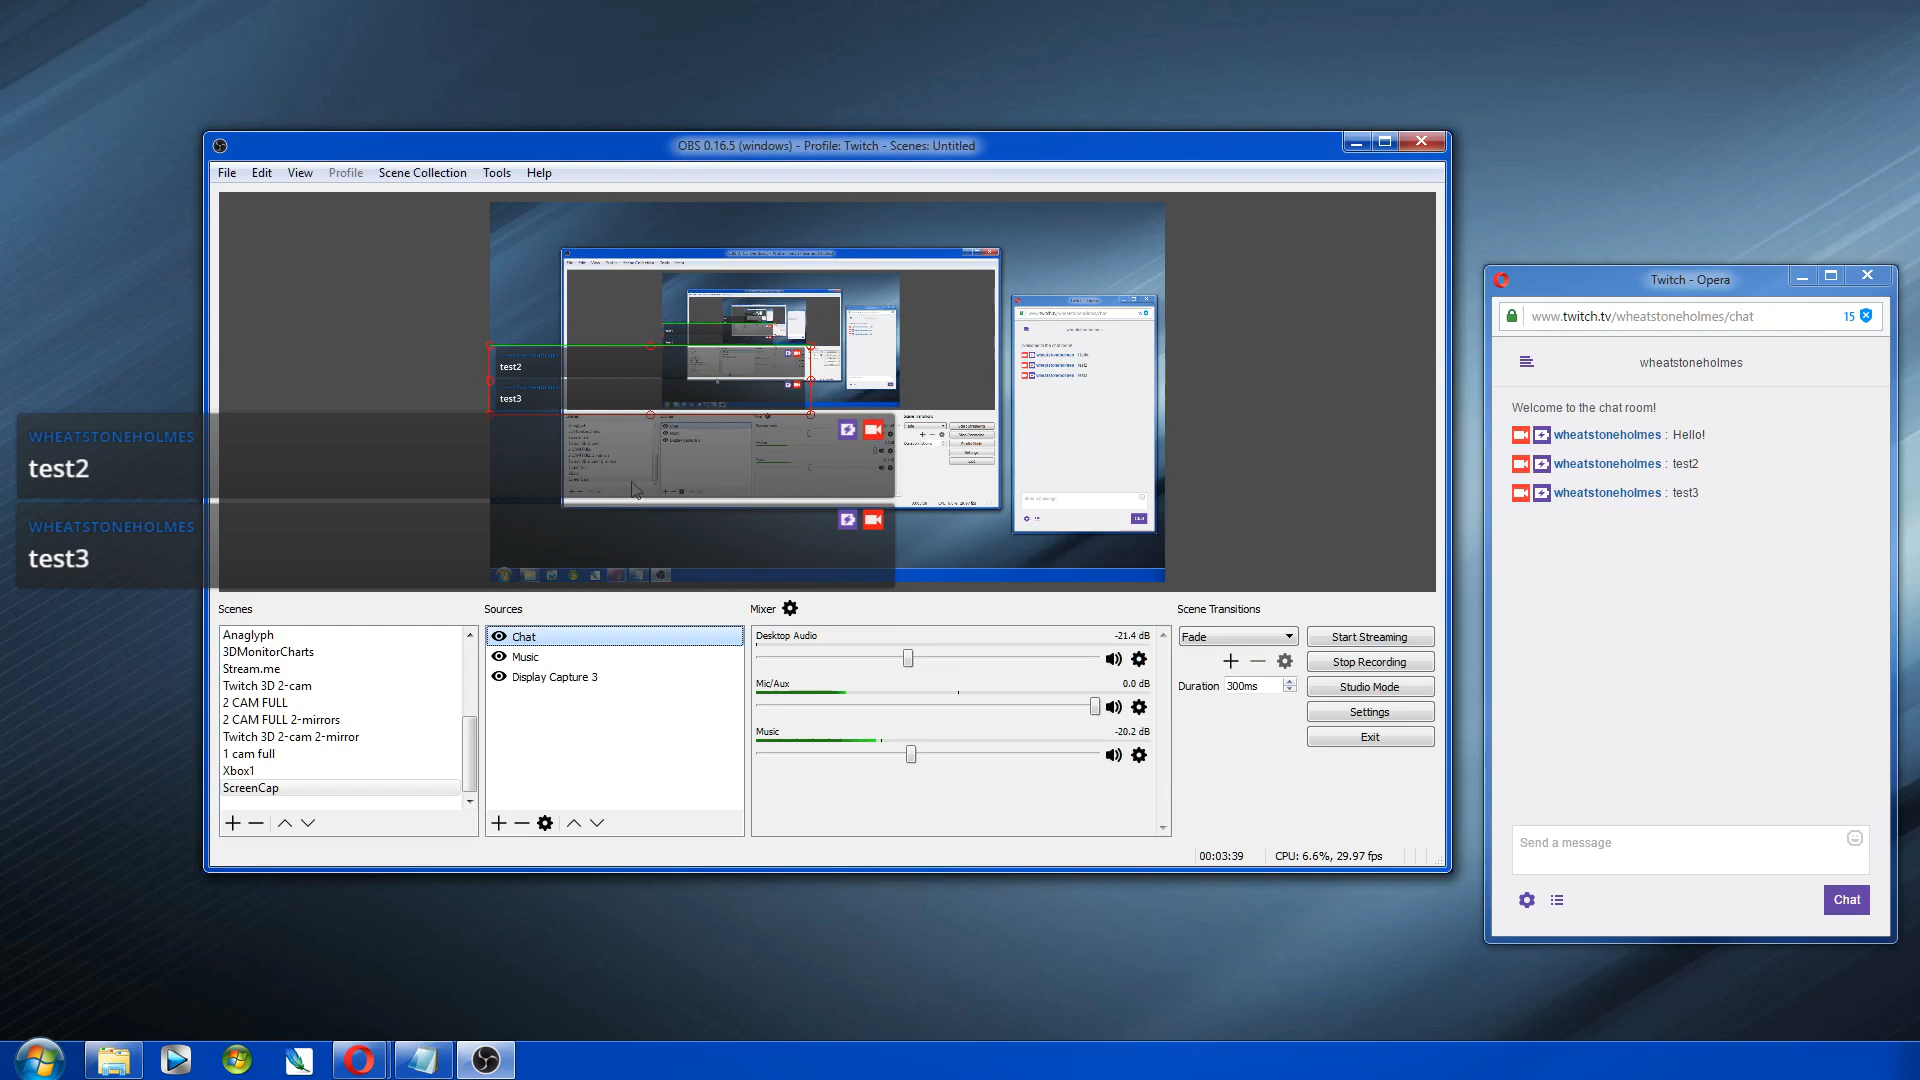 OBS 0.16.5 (windows) - Profile: Twitch - Scenes: Untitled
File Edit View Profile Scene Collection Tools Help
test2
test3
WHEATSTONEHOLMES
test2
WHEATSTONEHOLMES
test3
Scenes
Anaglyph
3DMonitorCharts
Stream.me
Twitch 3D 2-cam
2 CAM FULL
2 CAM FULL 2-mirrors
Twitch 3D 2-cam 2-mirror
1 cam full
Xbox1
ScreenCap
Sources
Chat
Music
Display Capture 3
Mixer
Desktop Audio -21.4 dB
Mic/Aux 0.0 dB
Music -20.2 dB
Scene Transitions
Fade
Duration 300ms
Start Streaming
Stop Recording
Studio Mode
Settings
Exit
00:03:39 CPU: 6.6%, 29.97 fps
Twitch - Opera
www.twitch.tv/wheatstoneholmes/chat 15
wheatstoneholmes
Welcome to the chat room!
wheatstoneholmes : Hello!
wheatstoneholmes : test2
wheatstoneholmes : test3
Send a message
Chat